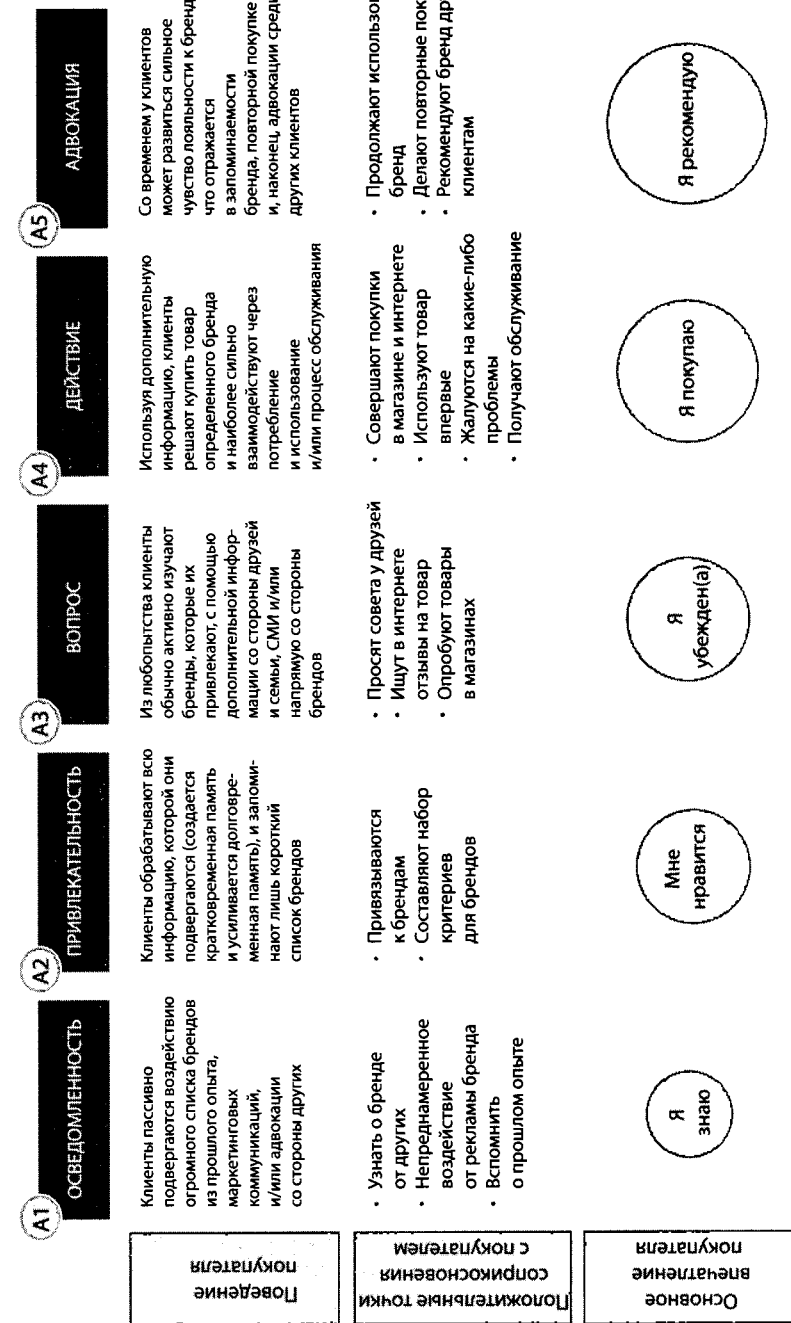 A1
ОСВЕДОМЛЕННОСТЬ
A2
ПРИВЛЕКАТЕЛЬНОСТЬ
A3
ВОПРОС
A4
ДЕЙСТВИЕ
A5
АДВОКАЦИЯ
Поведение
покупателя
Клиенты пассивно
подвергаются воздействию
огромного списка брендов
из прошлого опыта,
маркетинговых
коммуникаций,
и/или адвокации
со стороны других
Клиенты обрабатывают всю
информацию, которой они
подвергаются (создается
кратковременная память
и усиливается долговре-
менная память), и запоми-
нают лишь короткий
список брендов
Из любопытства клиенты
обычно активно изучают
бренды, которые их
привлекают, с помощью
дополнительной инфор-
мации со стороны друзей
и семьи, СМИ и/или
напрямую со стороны
брендов
Используя дополнительную
информацию, клиенты
решают купить товар
определенного бренда
и наиболее сильно
взаимодействуют через
потребление
и использование
и/или процесс обслуживания
Со временем у клиентов
может развиться сильное
чувство лояльности к
что отражается
в запоминаемости
бренда, повторной покупке
и, наконец, адвокации
других клиентов
Положительные точки
соприкосновения
с покупателем
• Узнать о бренде
от других
• Непреднамеренное
воздействие
от рекламы бренда
• Вспомнить
о прошлом опыте
• Привязываются
к брендам
• Составляют набор
критериев
для брендов
• Просят совета у друзей
• Ищут в интернете
отзывы на товар
• Опробуют товары
в магазинах
• Совершают покупки
в магазине и интернете
• Используют товар
впервые
• Жалуются на какие-либо
проблемы
• Получают обслуживание
• Продолжают
бренд
• Делают повторные
• Рекомендуют бренд
клиентам
Основное
впечатление
покупателя
Я
знаю
Мне
нравится
Я
убежден(а)
Я покупаю
Я рекомендую